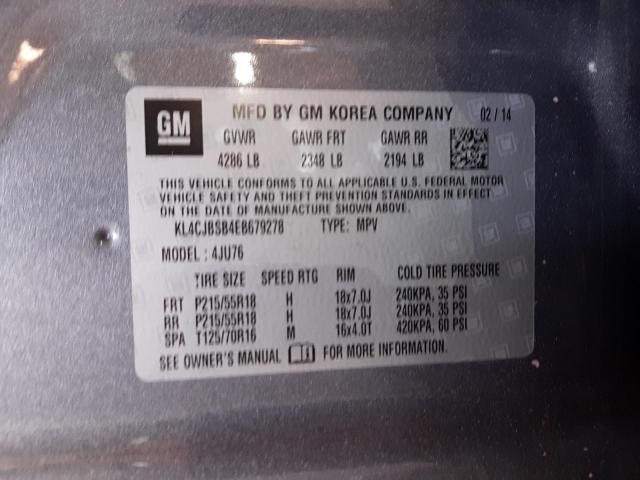 GM MFD BY GM KOREA COMPANY 02 / 14
GVWR GAWR FRT GAWR RR
4286 LB 2348 LB 2194 LB
THIS VEHICLE CONFORMS TO ALL APPLICABLE U.S. FEDERAL MOTOR
VEHICLE SAFETY AND THEFT PREVENTION STANDARDS IN EFFECT
ON THE DATE OF MANUFACTURE SHOWN ABOVE.
KL4CJBSB4EB679278 TYPE: MPV
MODEL : 4JU76
TIRE SIZE SPEED RTG RIM COLD TIRE PRESSURE
FRT P215/55R18 H 18x7.0J 240KPA, 35 PSI
RR P215/55R18 H 18x7.0J 240KPA, 35 PSI
SPA T125/70R16 M 16x4.0T 420KPA, 60 PSI
SEE OWNER'S MANUAL FOR MORE INFORMATION.